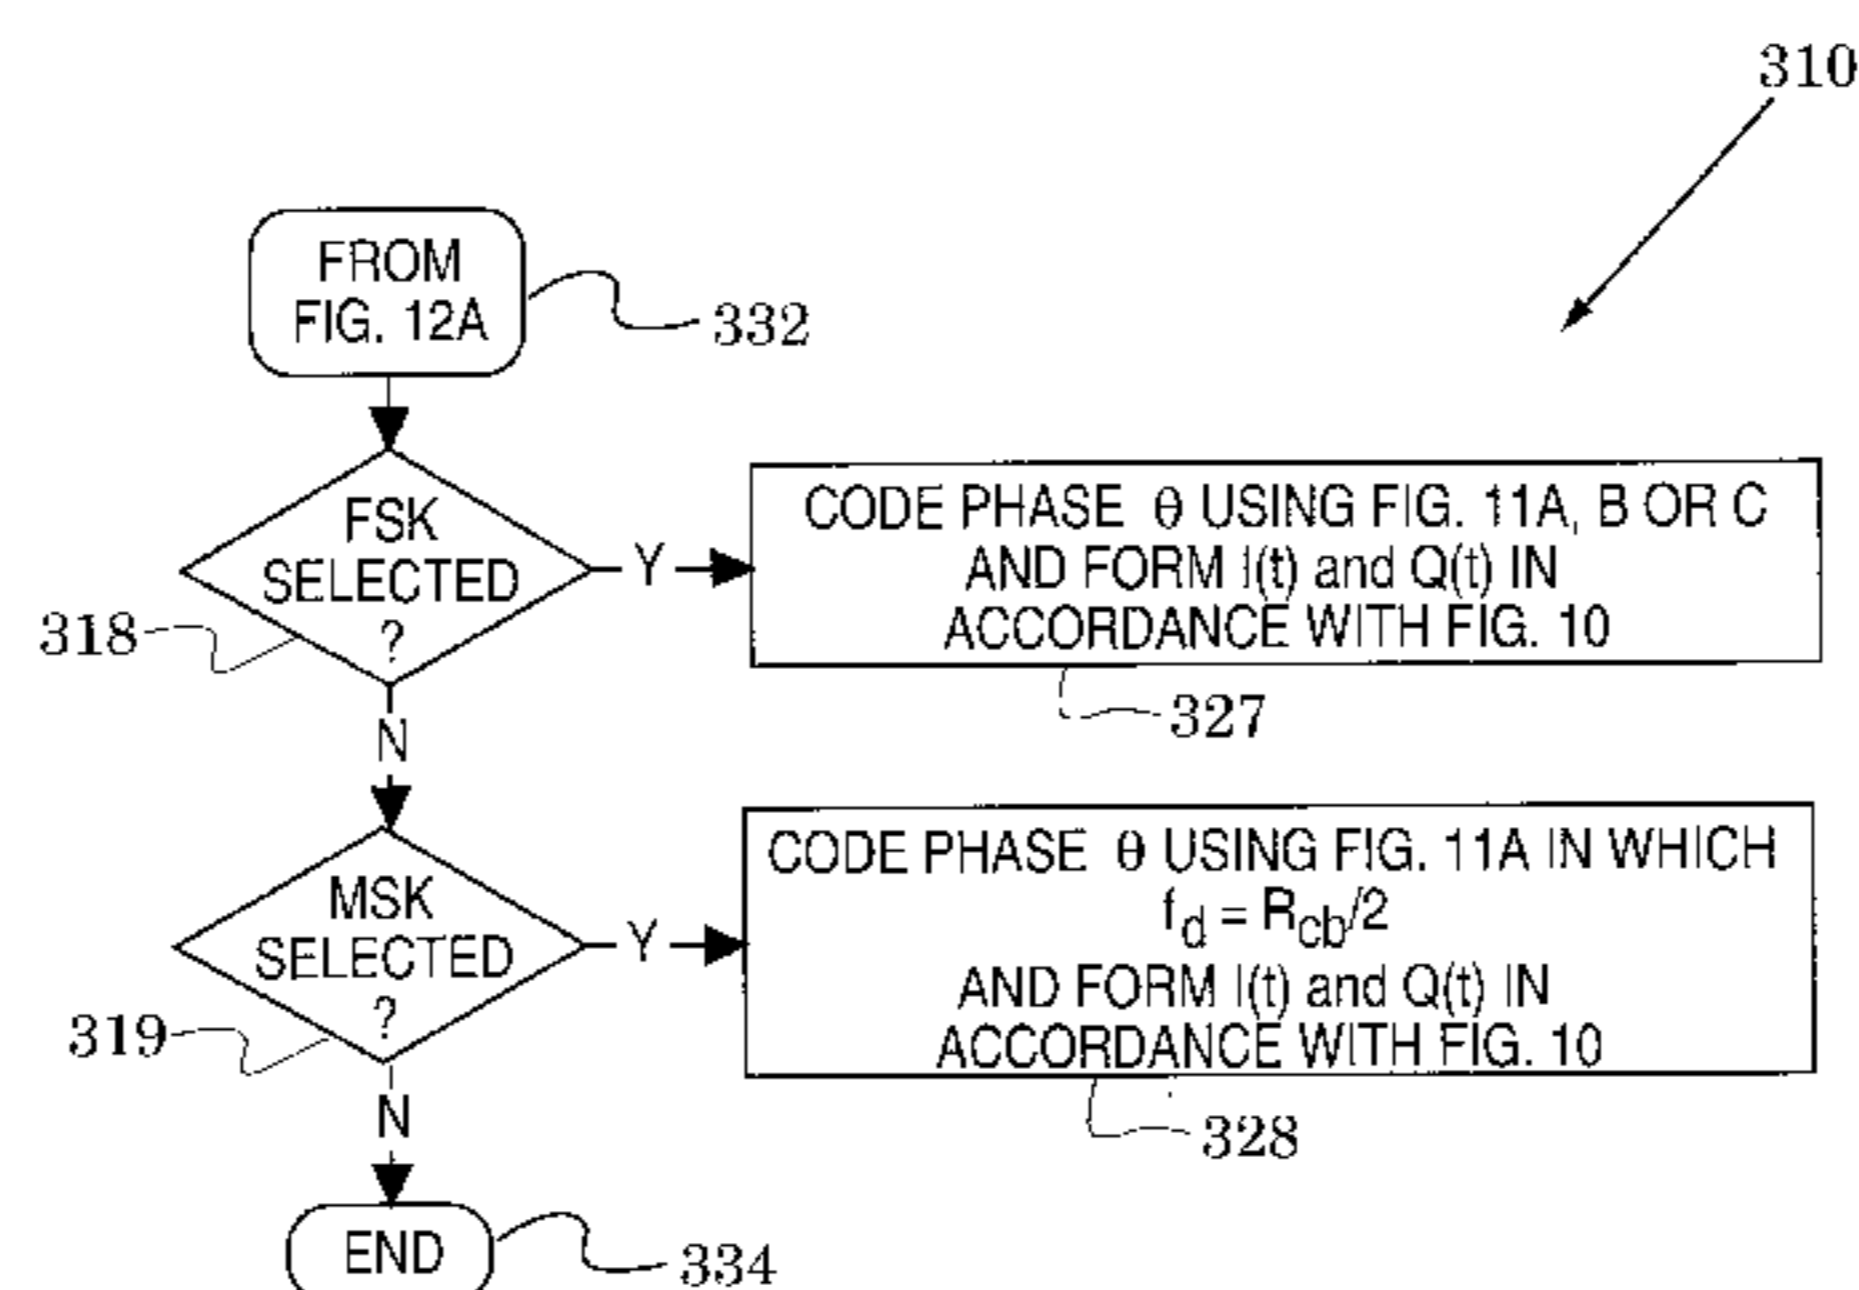 310
FROM
FIG. 12A
332
FSK
SELECTED
?
318
Y
CODE PHASE θ USING FIG. 11A, B OR C
AND FORM I(t) and Q(t) IN
ACCORDANCE WITH FIG. 10
327
N
MSK
SELECTED
?
319
Y
CODE PHASE θ USING FIG. 11A IN WHICH
f_d = R_cb/2
AND FORM I(t) and Q(t) IN
ACCORDANCE WITH FIG. 10
328
N
END
334